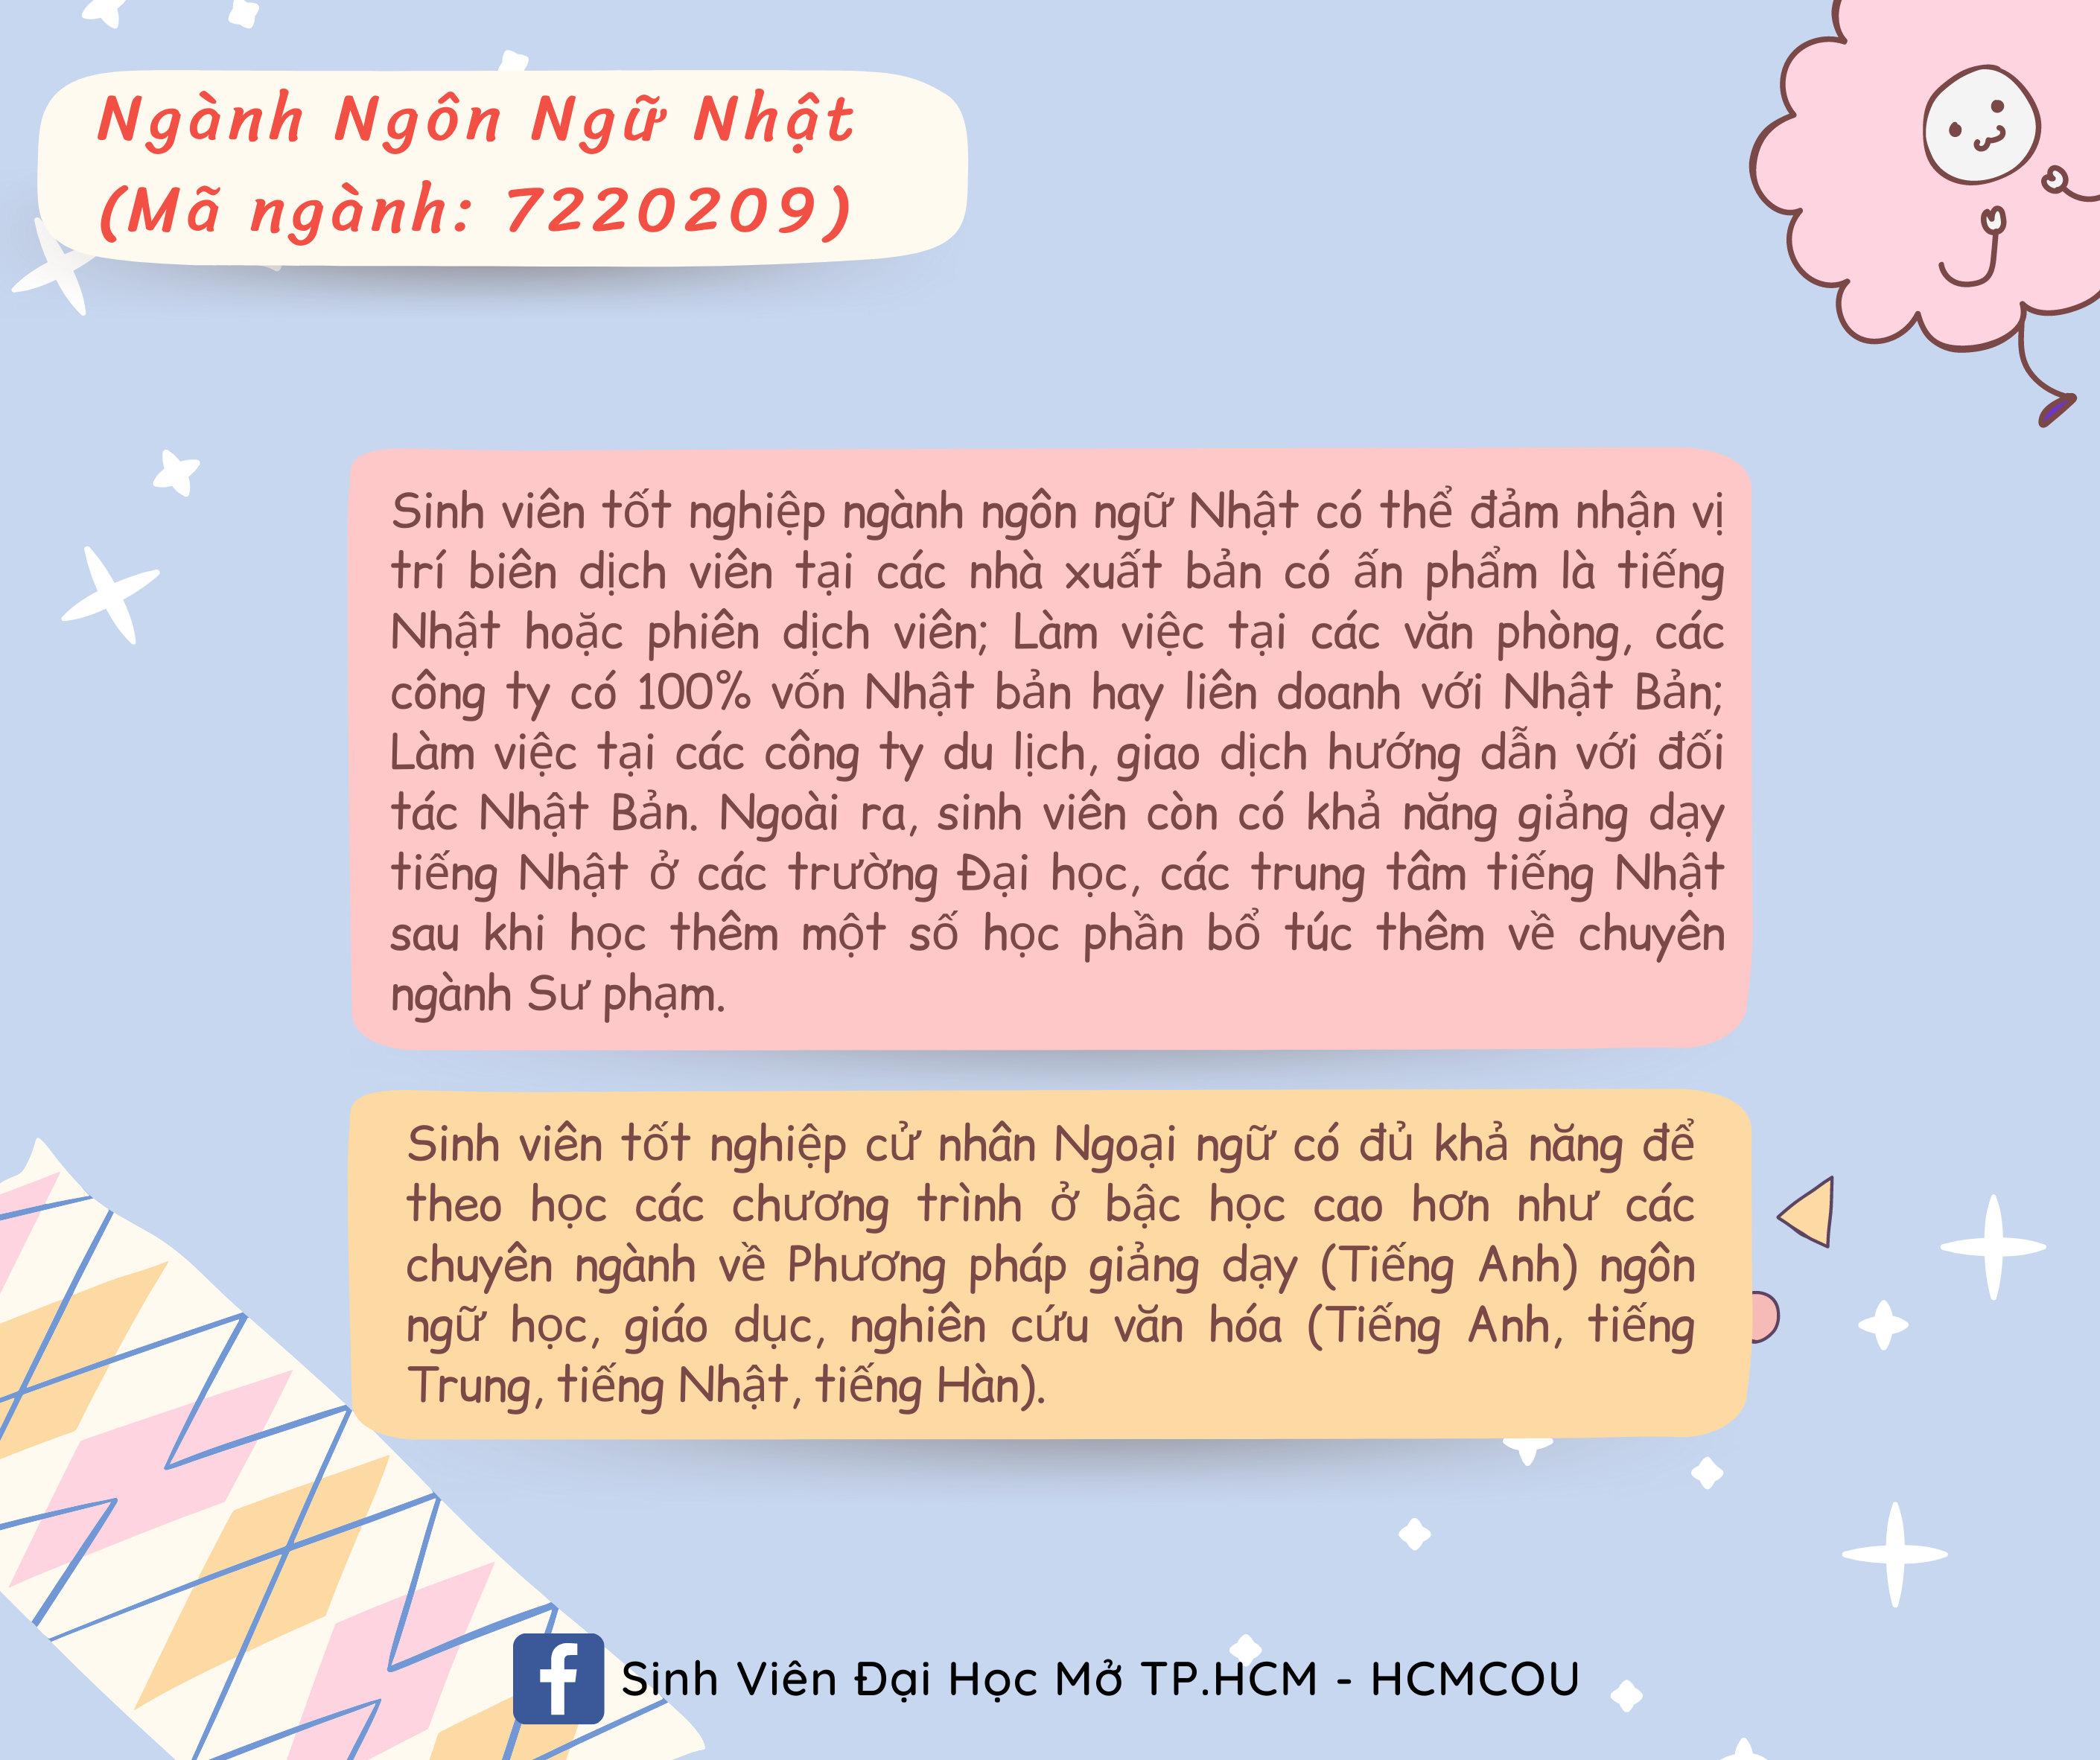 Ngành Ngôn Ngữ Nhật
(Mã ngành: 7220209)
Sinh viên tốt nghiệp ngành ngôn ngữ Nhật có thể đảm nhận vị
trí biên dịch viên tại các nhà xuất bản có ấn phẩm là tiếng
Nhật hoặc phiên dịch viên; Làm việc tại các văn phòng, các
công ty có 100% vốn Nhật bản hay liên doanh với Nhật Bản;
Làm việc tại các công ty du lịch, giao dịch hướng dẫn với đối
tác Nhật Bản. Ngoài ra, sinh viên còn có khả năng giảng dạy
tiếng Nhật ở các trường Đại học, các trung tâm tiếng Nhật
sau khi học thêm một số học phần bổ túc thêm về chuyên
ngành Sư phạm.
Sinh viên tốt nghiệp cử nhân Ngoại ngữ có đủ khả năng để
theo học các chương trình ở bậc học cao hơn như các
chuyên ngành về Phương pháp giảng dạy (Tiếng Anh) ngôn
ngữ học, giáo dục, nghiên cứu văn hóa (Tiếng Anh, tiếng
Trung, tiếng Nhật, tiếng Hàn).
Sinh Viên Đại Học Mở TP.HCM - HCMCOU